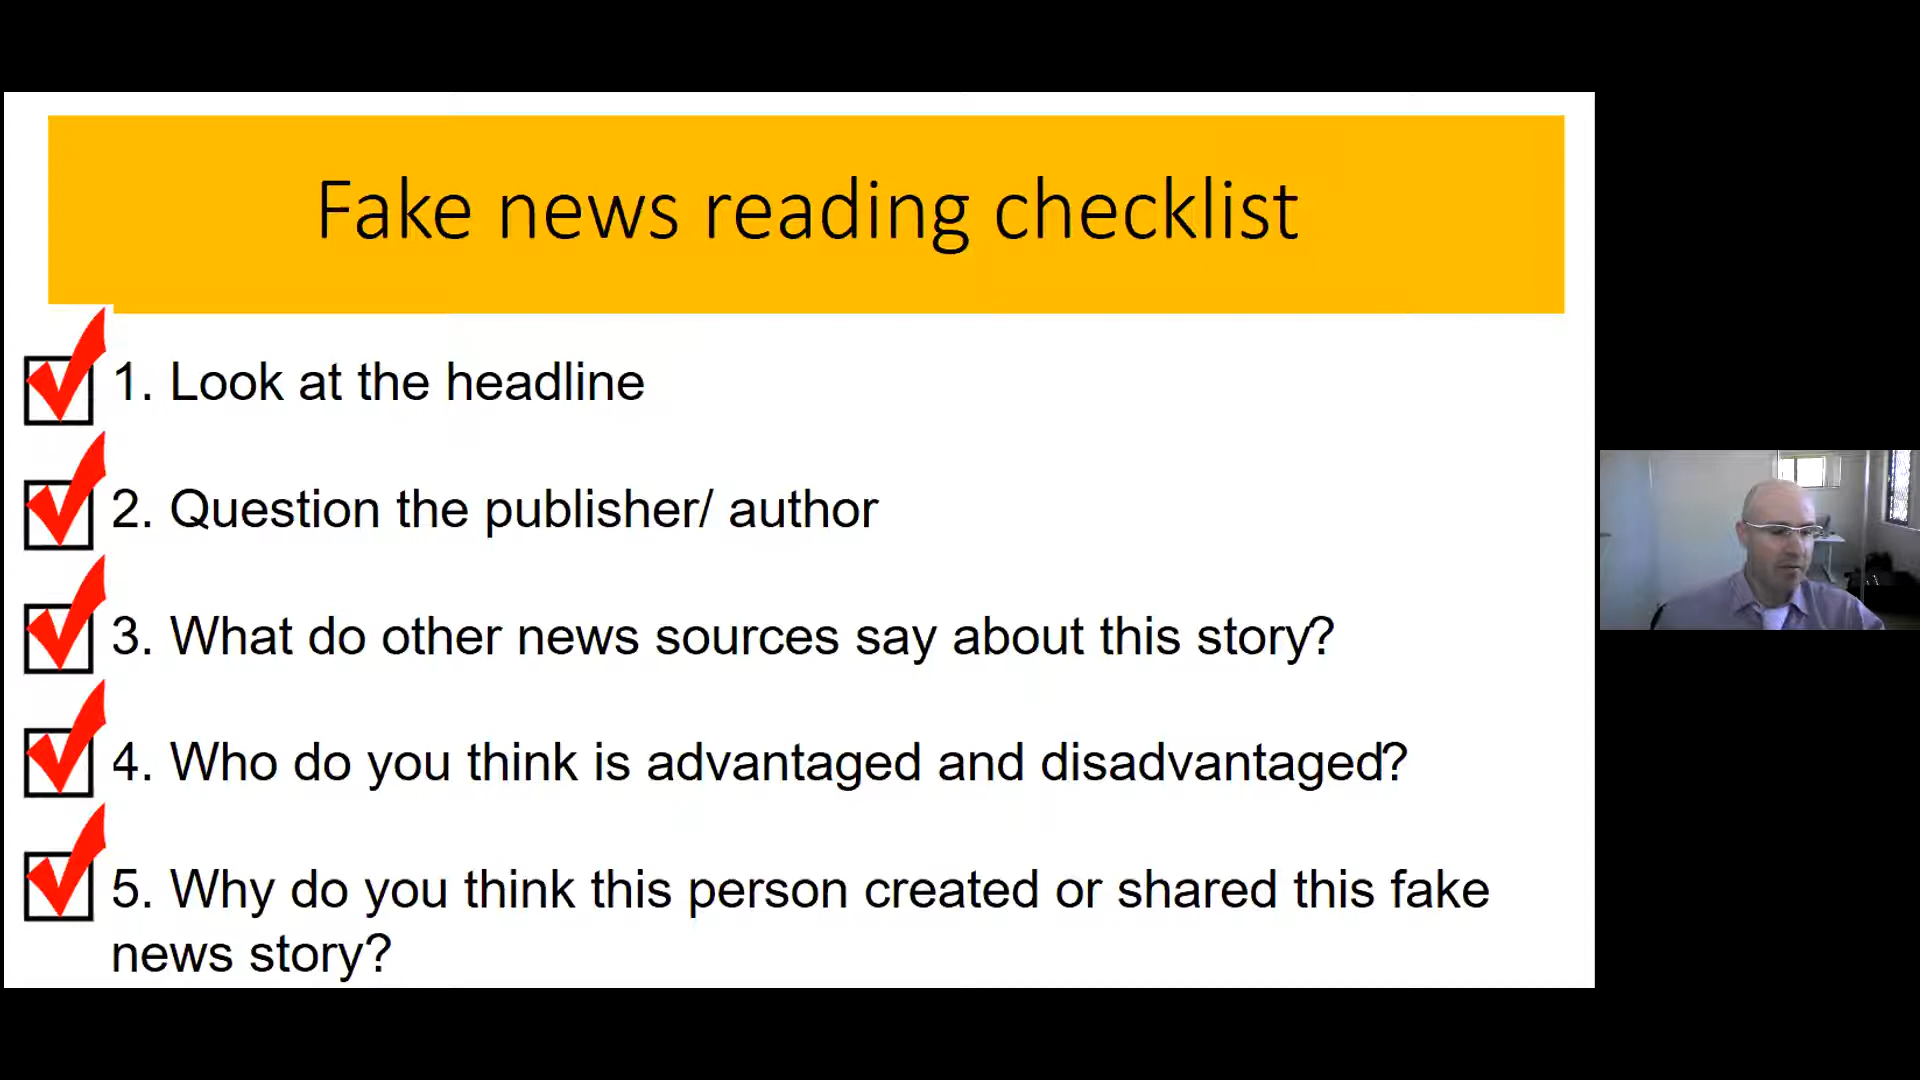 Fake news reading checklist
1. Look at the headline
2. Question the publisher/ author
3. What do other news sources say about this story?
4. Who do you think is advantaged and disadvantaged?
5. Why do you think this person created or shared this fake
news story?